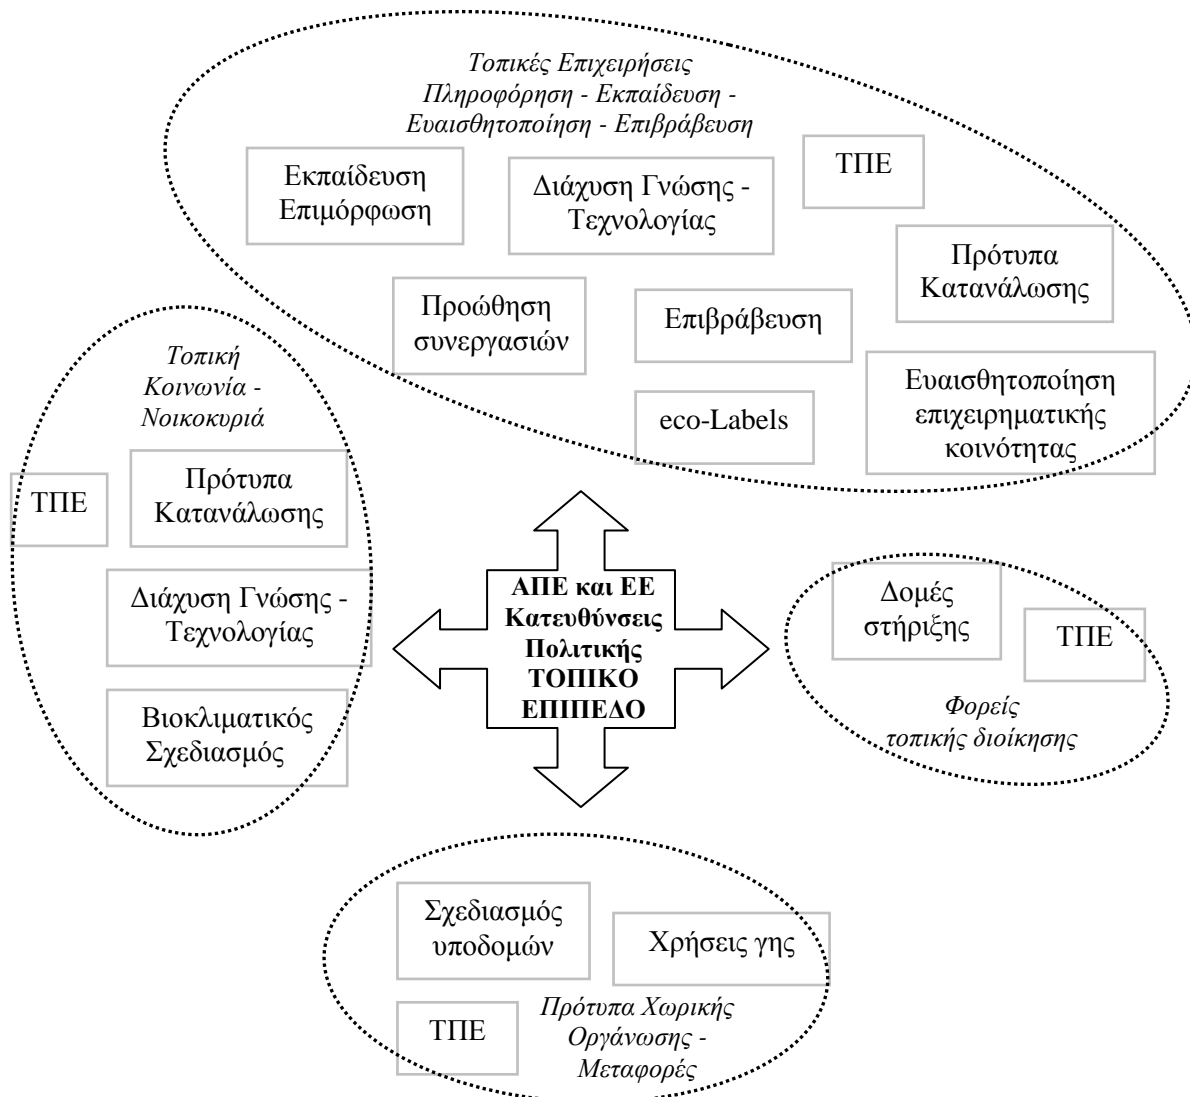 Τοπικές Επιχειρήσεις
Πληροφόρηση - Εκπαίδευση -
Ευαισθητοποίηση - Επιβράβευση
Εκπαίδευση
Επιμόρφωση
Διάχυση Γνώσης -
Τεχνολογίας
ΤΠΕ
Πρότυπα
Κατανάλωσης
Προώθηση
συνεργασιών
Επιβράβευση
eco-Labels
Ευαισθητοποίηση
επιχειρηματικής
κοινότητας
Τοπική
Κοινωνία -
Νοικοκυριά
ΤΠΕ
Πρότυπα
Κατανάλωσης
Διάχυση Γνώσης -
Τεχνολογίας
Βιοκλιματικός
Σχεδιασμός
ΑΠΕ και ΕΕ
Κατευθύνσεις
Πολιτικής
ΤΟΠΙΚΟ
ΕΠΙΠΕΔΟ
Δομές
στήριξης
ΤΠΕ
Φορείς
τοπικής διοίκησης
Σχεδιασμός
υποδομών
Χρήσεις γης
ΤΠΕ
Πρότυπα Χωρικής
Οργάνωσης -
Μεταφορές